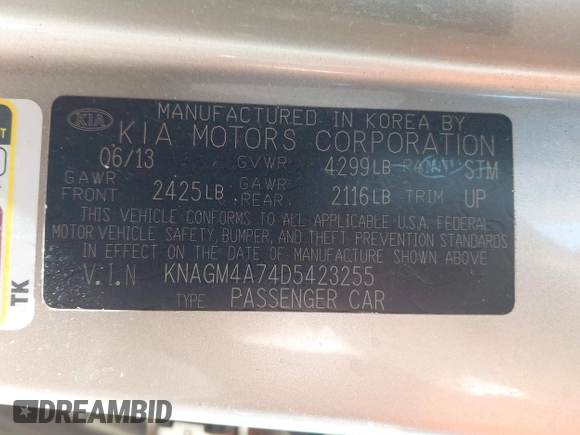 MANUFACTURED IN KOREA BY
KIA
KIA MOTORS CORPORATION
06/13 GVWR 4299LB PAINT STM
GAWR FRONT 2425LB GAWR REAR 2116LB TRIM UP
THIS VEHICLE CONFORMS TO ALL APPLICABLE U.S.A. FEDERAL
MOTOR VEHICLE SAFETY, BUMPER, AND THEFT PREVENTION STANDARDS
IN EFFECT ON THE DATE OF MANUFACTURE SHOWN ABOVE.
V.I.N KNAGM4A74D5423255
TYPE PASSENGER CAR
TK
DREAMBID